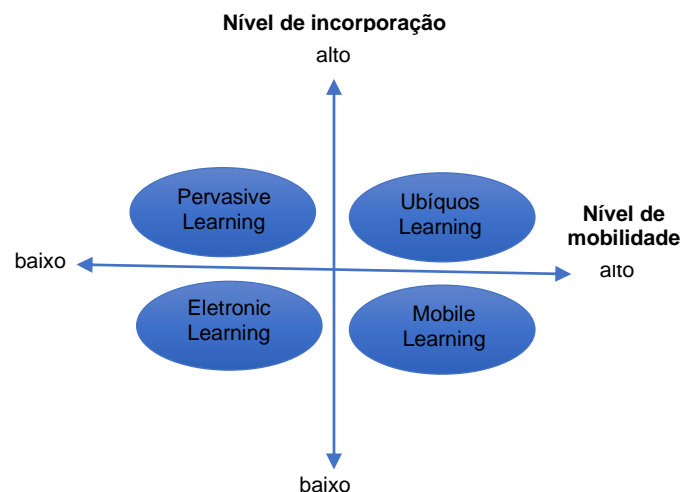 Nível de incorporação
alto
Pervasive
Learning
Ubíquos
Learning
Nível de
mobilidade
baixo
alto
Eletronic
Learning
Mobile
Learning
baixo